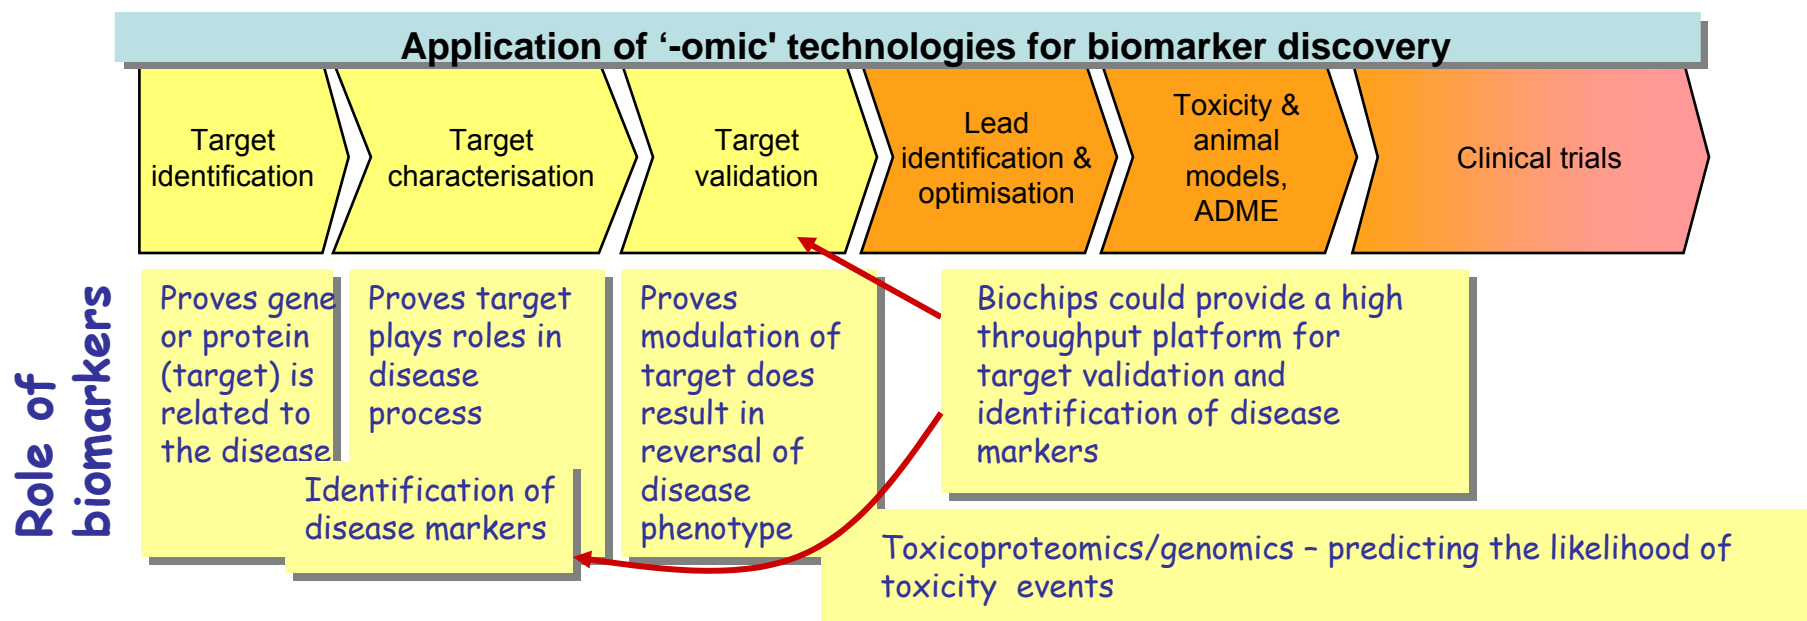 Application of ‘-omic' technologies for biomarker discovery
Target
identification
Target
characterisation
Target
validation
Lead
identification &
optimisation
Toxicity &
animal
models,
ADME
Clinical trials
Role of
biomarkers
Proves gene
or protein
(target) is
related to
the disease
Proves target
plays roles in
disease
process
Identification of
disease markers
Proves
modulation of
target does
result in
reversal of
disease
phenotype
Biochips could provide a high
throughput platform for
target validation and
identification of disease
markers
Toxicoproteomics/genomics – predicting the likelihood of
toxicity events